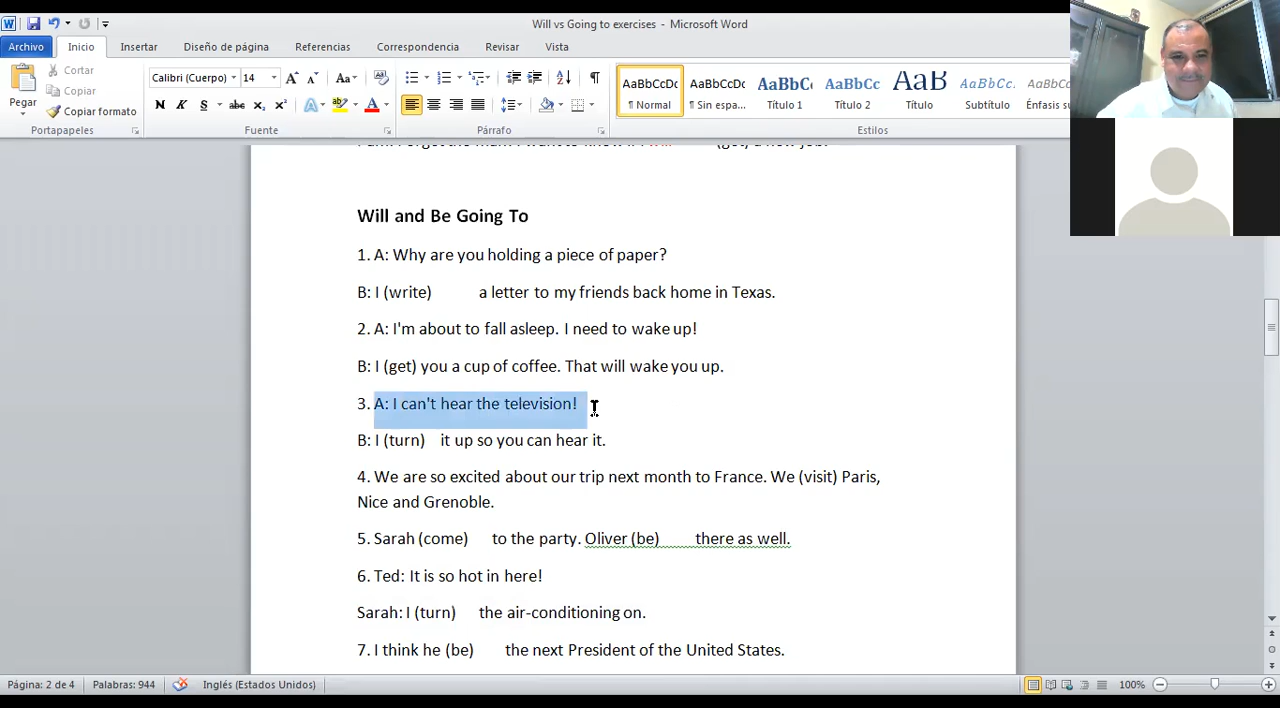 Will vs Going to exercises - Microsoft Word
Archivo Inicio Insertar Diseño de página Referencias Correspondencia Revisar Vista
Pegar
Cortar
Copiar
Copiar formato
Portapapeles
Calibri (Cuerpo) 14
Fuente
Párrafo
AaBbCcDc AaBbCcDc AaBbC AaBbCc AaB AaBbCc. AaBbCc
¶ Normal ¶ Sin espa... Título 1 Título 2 Título Subtítulo Énfasis su
Estilos
Will and Be Going To
1. A: Why are you holding a piece of paper?
B: I (write) a letter to my friends back home in Texas.
2. A: I'm about to fall asleep. I need to wake up!
B: I (get) you a cup of coffee. That will wake you up.
3. A: I can't hear the television!
B: I (turn) it up so you can hear it.
4. We are so excited about our trip next month to France. We (visit) Paris,
Nice and Grenoble.
5. Sarah (come) to the party. Oliver (be) there as well.
6. Ted: It is so hot in here!
Sarah: I (turn) the air-conditioning on.
7. I think he (be) the next President of the United States.
Página: 2 de 4 Palabras: 944 Inglés (Estados Unidos) 100%